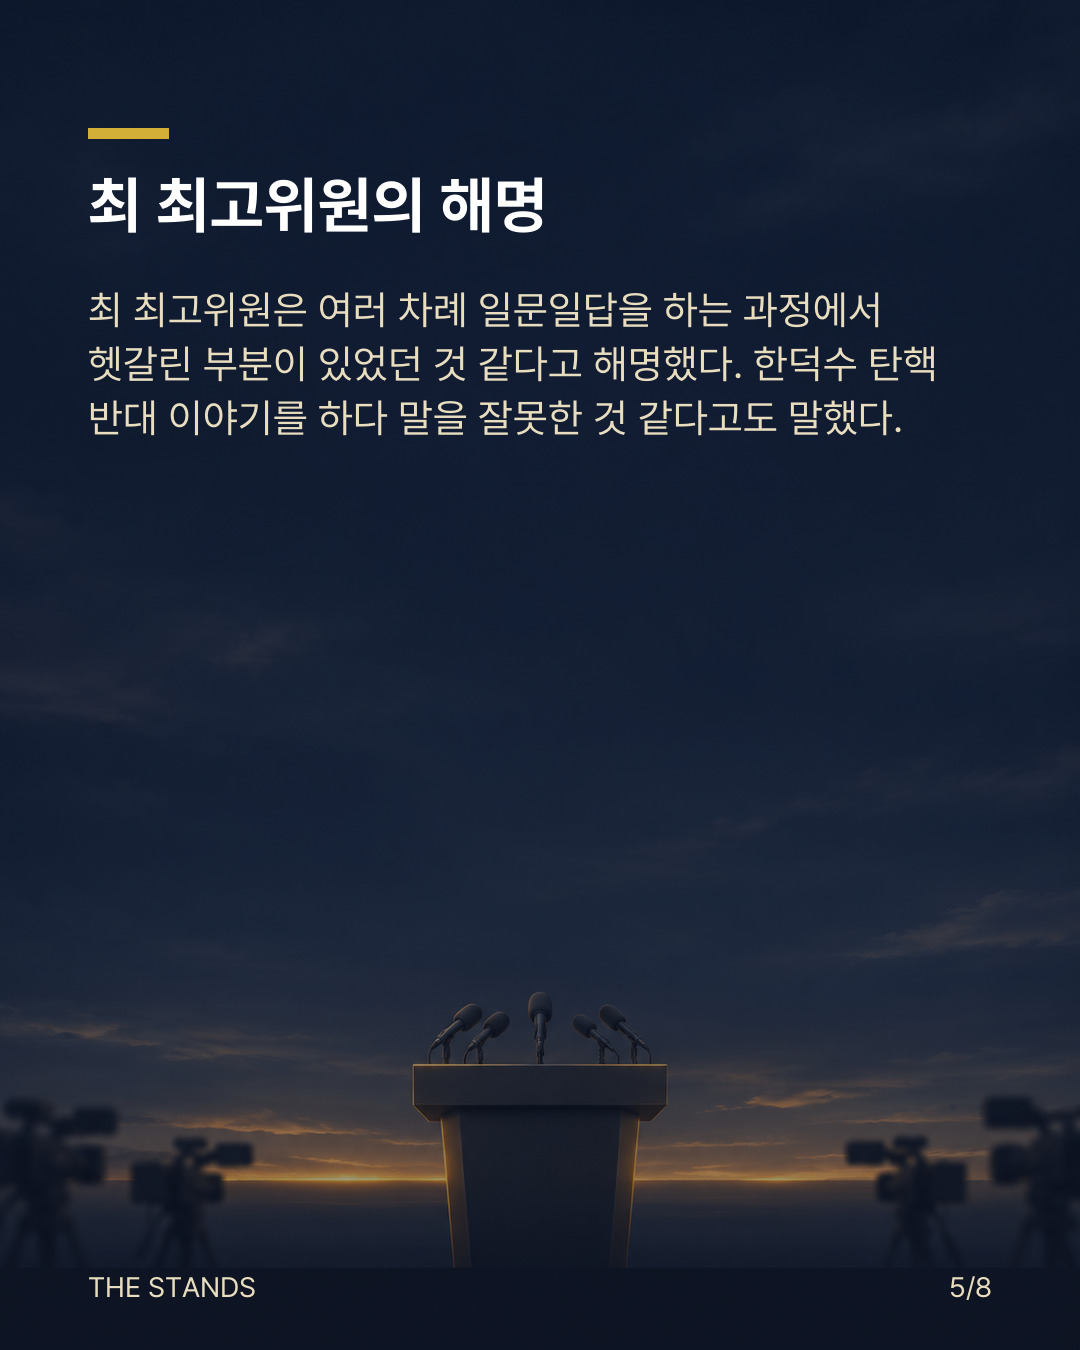 최 최고위원의 해명
최 최고위원은 여러 차례 일문일답을 하는 과정에서
헷갈린 부분이 있었던 것 같다고 해명했다. 한덕수 탄핵
반대 이야기를 하다 말을 잘못한 것 같다고도 말했다.
THE STANDS
5/8